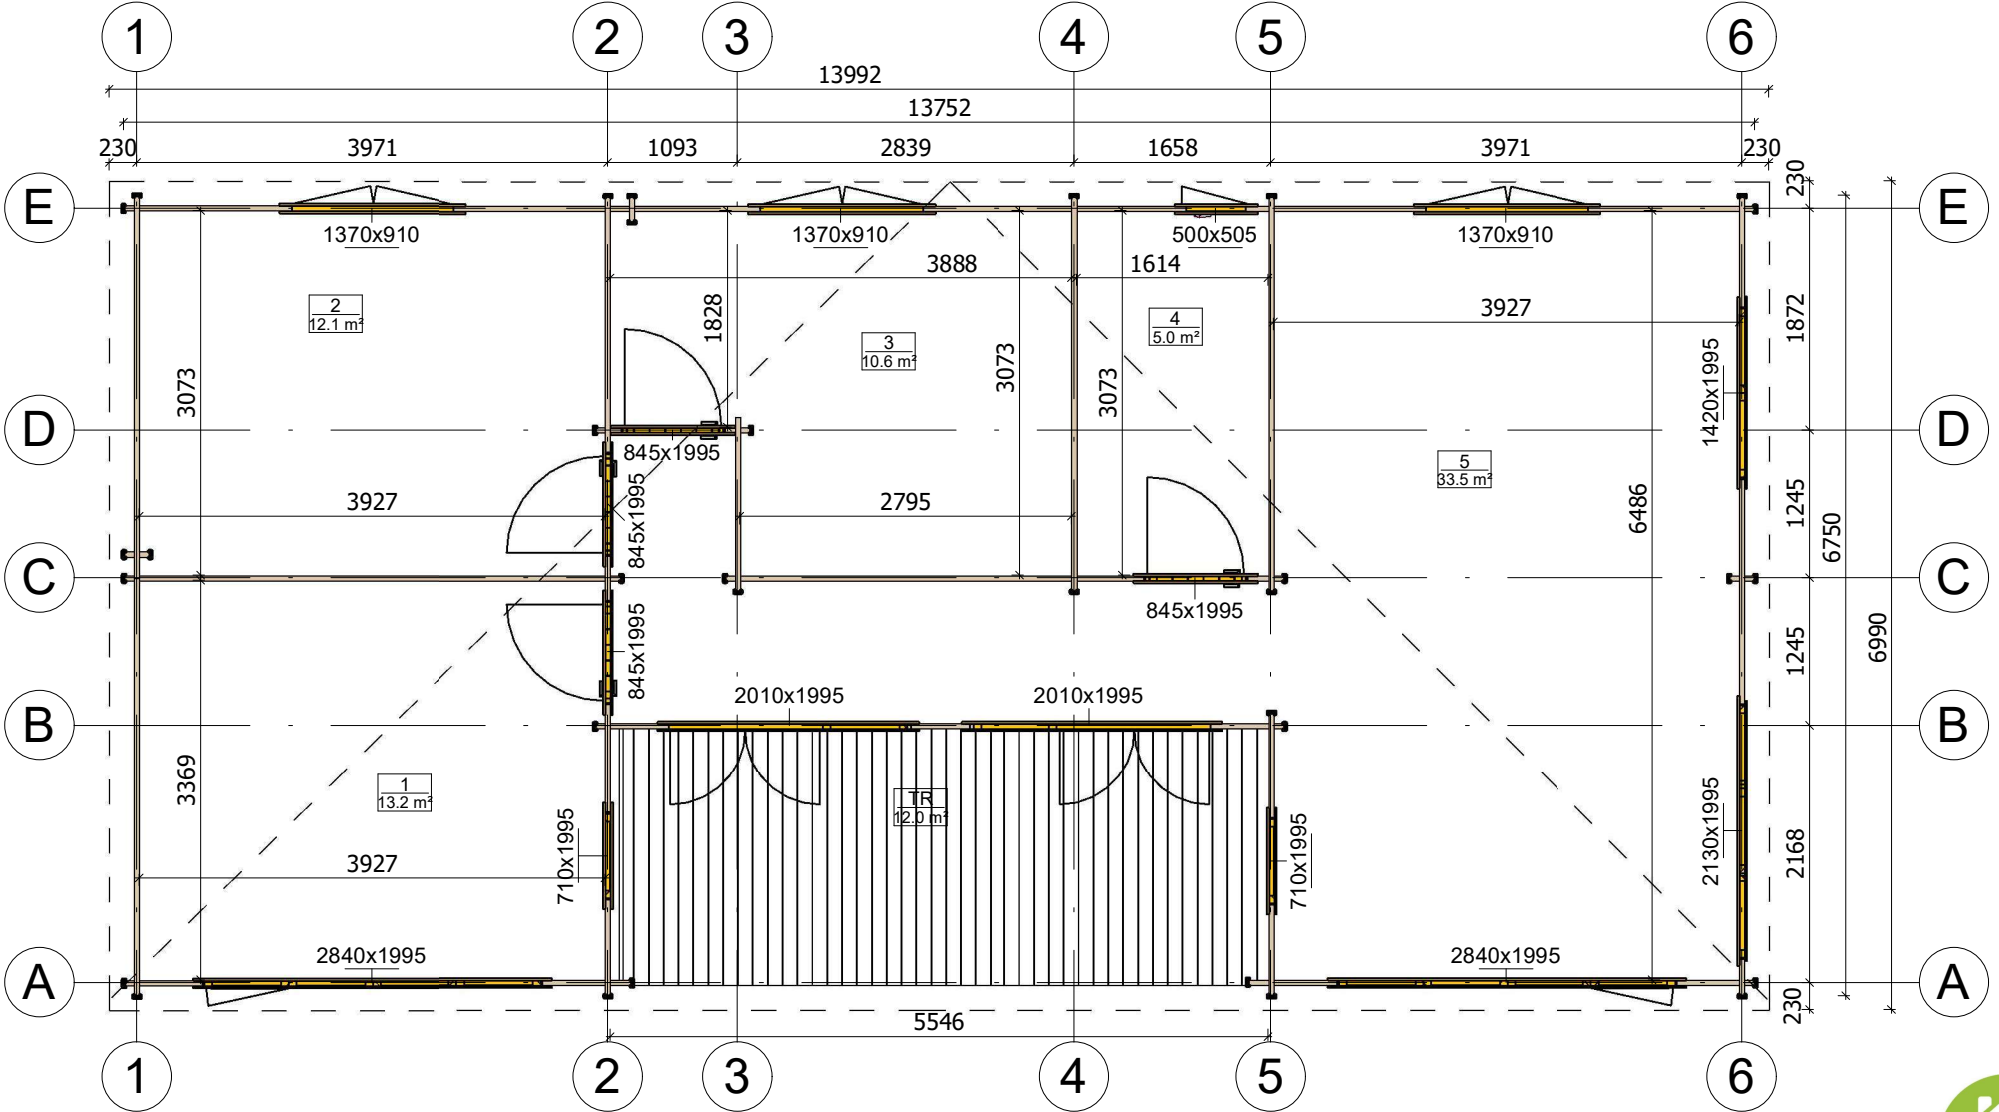 1 2 3 4 5 6
13992
13752
230 3971 1093 2839 1658 3971 230
230
E E
1370x910 1370x910 500x505 1370x910
3888 1614
2
12.1 m²
1828
3
10.6 m²
4
5.0 m²
3927
1872
3073 3073 3073
1420x1995
D D
845x1995
5
33.5 m²
3927
845x1995
2795
6486
1245
6750
C C
845x1995
845x1995
1245
6990
2010x1995 2010x1995
B B
3369
1
13.2 m²
TR
12.0 m²
710x1995
710x1995
2130x1995
2168
3927
2840x1995 2840x1995
A A
230
5546
1 2 3 4 5 6